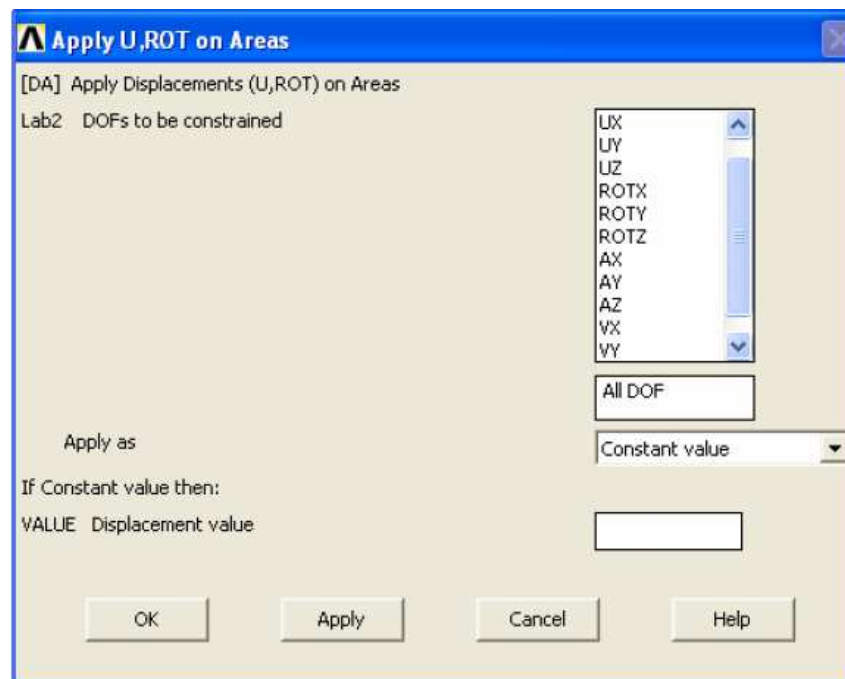 Apply U,ROT on Areas
[DA] Apply Displacements (U,ROT) on Areas
Lab2 DOFs to be constrained
UX
UY
UZ
ROTX
ROTY
ROTZ
AX
AY
AZ
VX
VY
All DOF
Apply as
Constant value
If Constant value then:
VALUE Displacement value
OK Apply Cancel Help